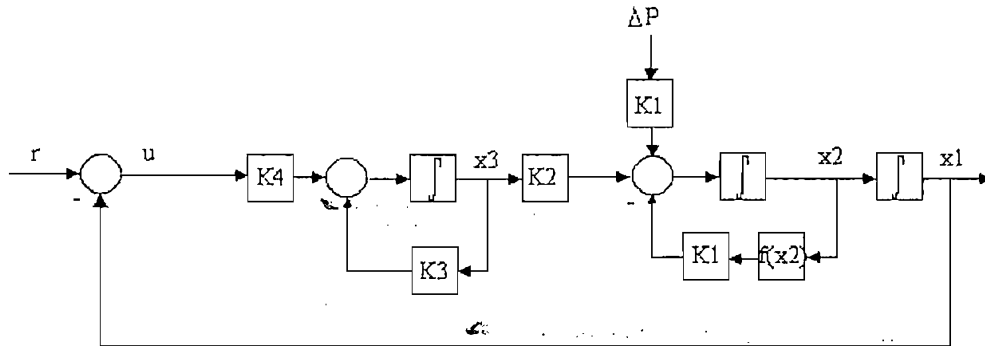 ΔP
K1
r
u
K4
x3
K2
x2
x1
-
-
K3
K1
f(x2)